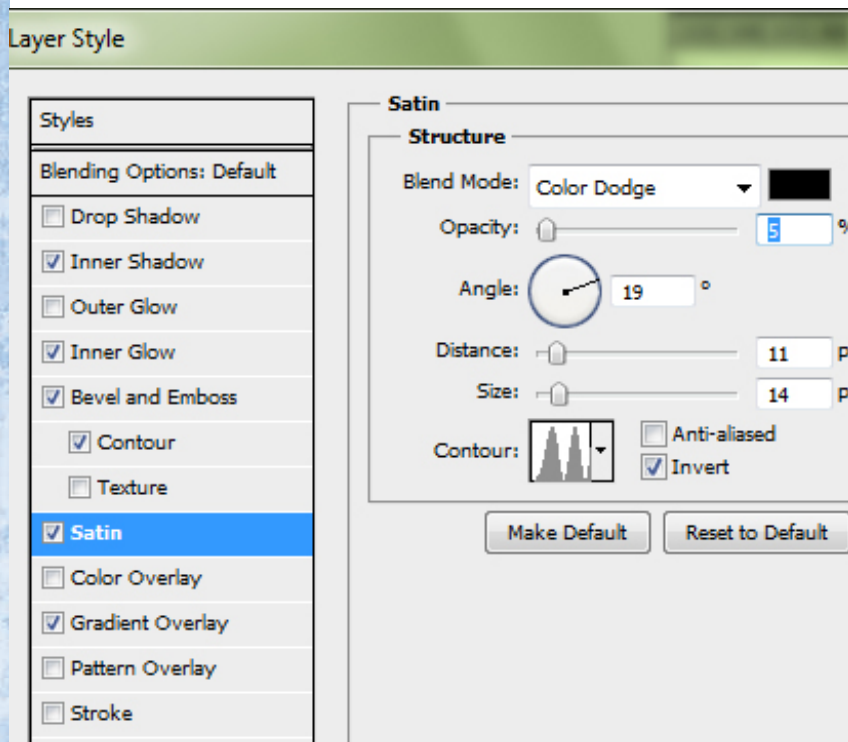 Layer Style
Styles
Blending Options: Default
Drop Shadow
Inner Shadow
Outer Glow
Inner Glow
Bevel and Emboss
Contour
Texture
Satin
Color Overlay
Gradient Overlay
Pattern Overlay
Stroke
Satin
Structure
Blend Mode: Color Dodge
Opacity: 5 %
Angle: 19 °
Distance: 11 p
Size: 14 p
Contour: Anti-aliased
Invert
Make Default Reset to Default